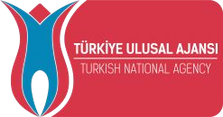 TÜRKİYE ULUSAL AJANSI
TURKISH NATIONAL AGENCY